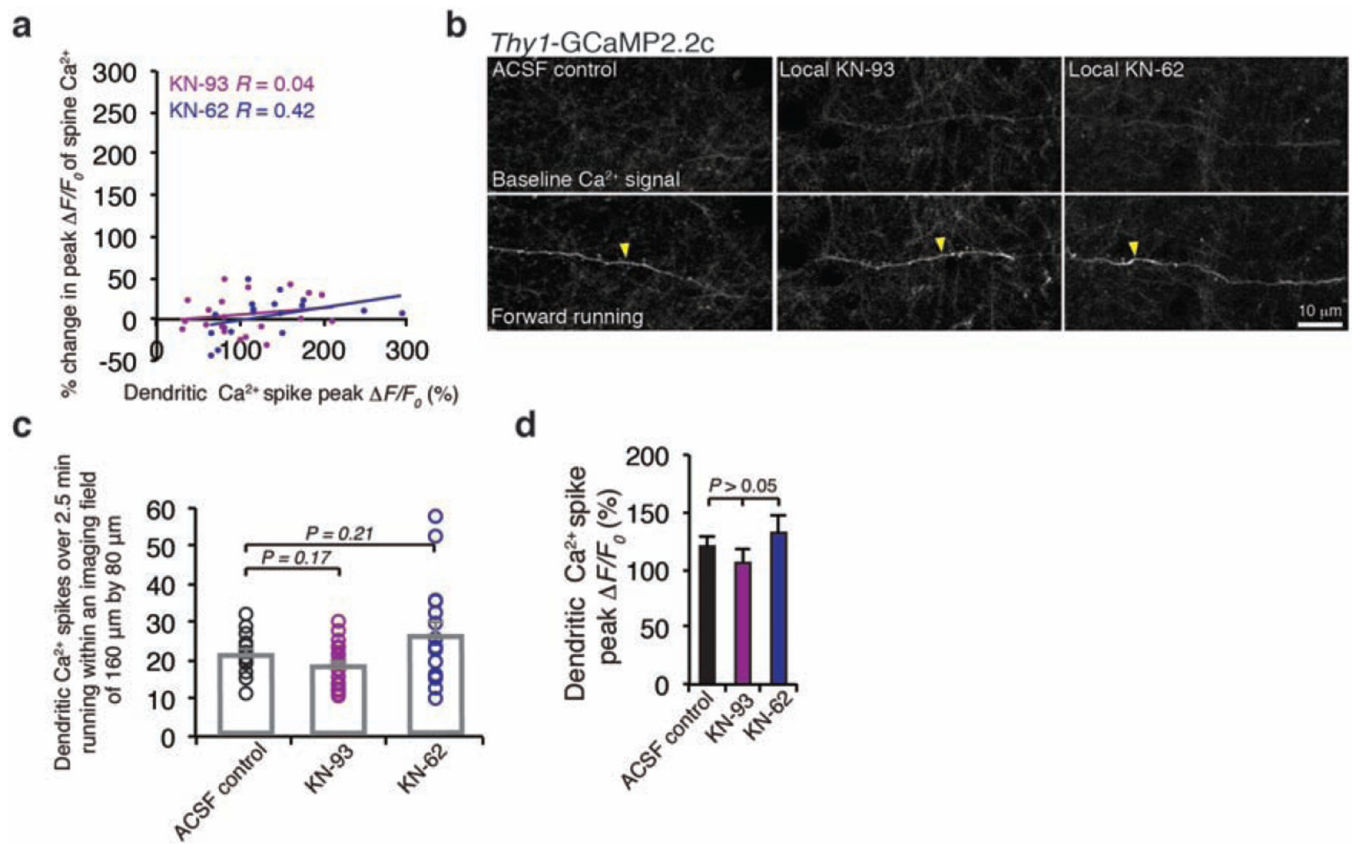 a
% change in peak ΔF/F₀ of spine Ca²⁺
300
250
200
150
100
50
0
-50
KN-93 R = 0.04
KN-62 R = 0.42
0
100
200
300
Dendritic Ca²⁺ spike peak ΔF/F₀ (%)
b
Thy1-GCaMP2.2c
ACSF control
Local KN-93
Local KN-62
Baseline Ca²⁺ signal
Forward running
10 μm
c
Dendritic Ca²⁺ spikes over 2.5 min
running within an imaging field
of 160 μm by 80 μm
60
50
40
30
20
10
0
P = 0.21
P = 0.17
ACSF control
KN-93
KN-62
d
Dendritic Ca²⁺ spike
peak ΔF/F₀ (%)
200
150
100
50
0
P > 0.05
ACSF control
KN-93
KN-62